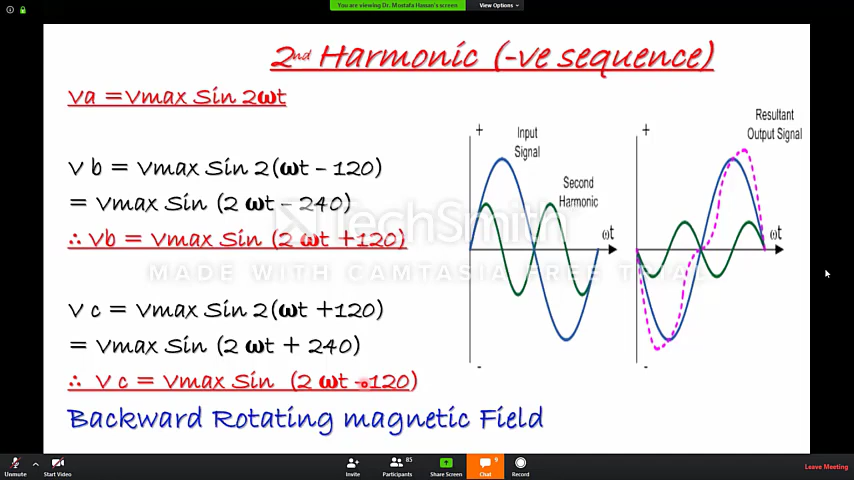 You are viewing Dr. Mostafa Hussn's screen
View Options
2nd Harmonic (-ve sequence)
Va =Vmax Sin 2ωt
V b = Vmax Sin 2(ωt - 120)
= Vmax Sin (2 ωt - 240)
∴ Vb = Vmax Sin (2 ωt +120)
V c = Vmax Sin 2(ωt +120)
= Vmax Sin (2 ωt + 240)
∴ V c = Vmax Sin (2 ωt -120)
Backward Rotating magnetic Field
+
Input
Signal
Second
Harmonic
ωt
-
+
Resultant
Output Signal
ωt
-
TechSmith
MADE WITH CAMTASIA FREE TRIAL
Unmute
Start Video
Invite
85
Participants
Share Screen
9
Chat
Record
Leave Meeting